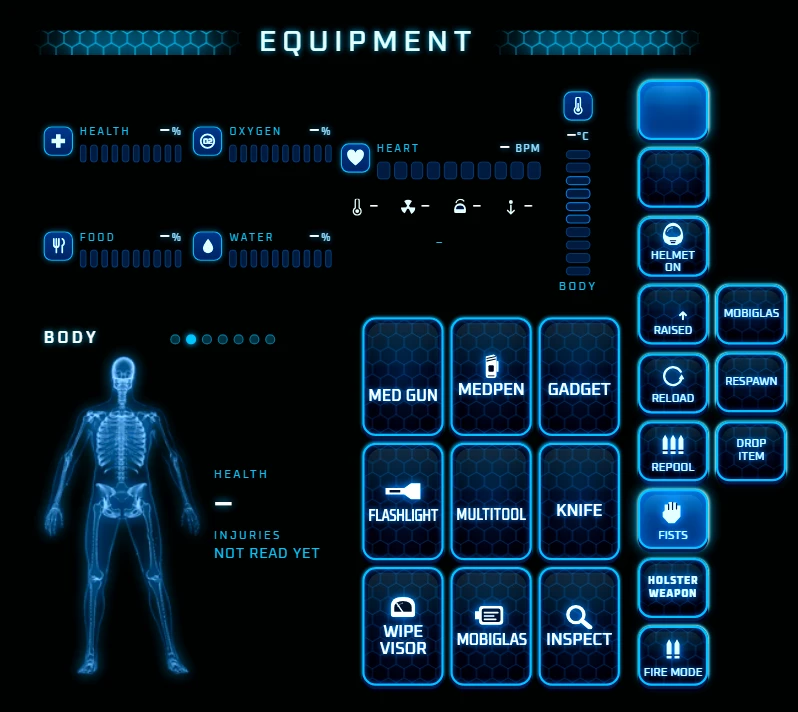 EQUIPMENT
HEALTH –%
OXYGEN –%
HEART – BPM
–°C
FOOD –%
WATER –%
– – – –
–
BODY
BODY
HEALTH
–
INJURIES
NOT READ YET
MED GUN
MEDPEN
GADGET
FLASHLIGHT
MULTITOOL
KNIFE
WIPE
VISOR
MOBIGLAS
INSPECT
HELMET
ON
RAISED
MOBIGLAS
RELOAD
RESPAWN
REPOOL
DROP
ITEM
FISTS
HOLSTER
WEAPON
FIRE MODE